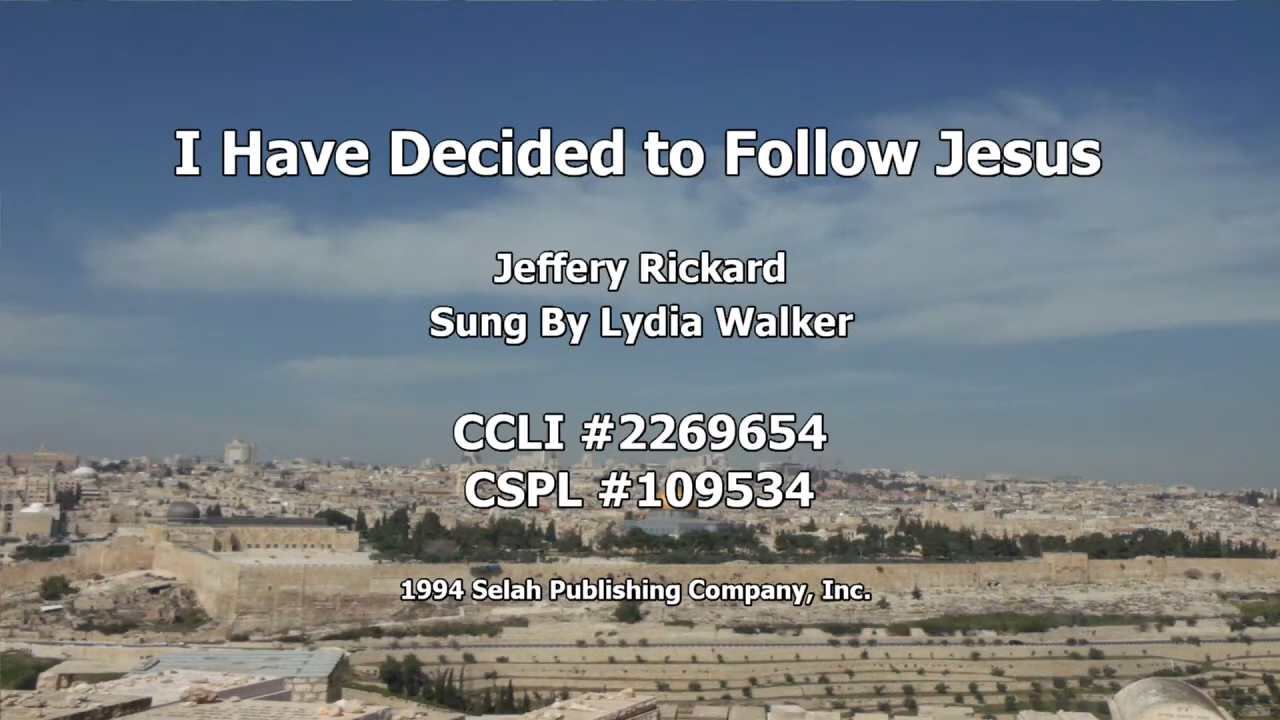 I Have Decided to Follow Jesus
Jeffery Rickard
Sung By Lydia Walker
CCLI #2269654
CSPL #109534
1994 Selah Publishing Company, Inc.